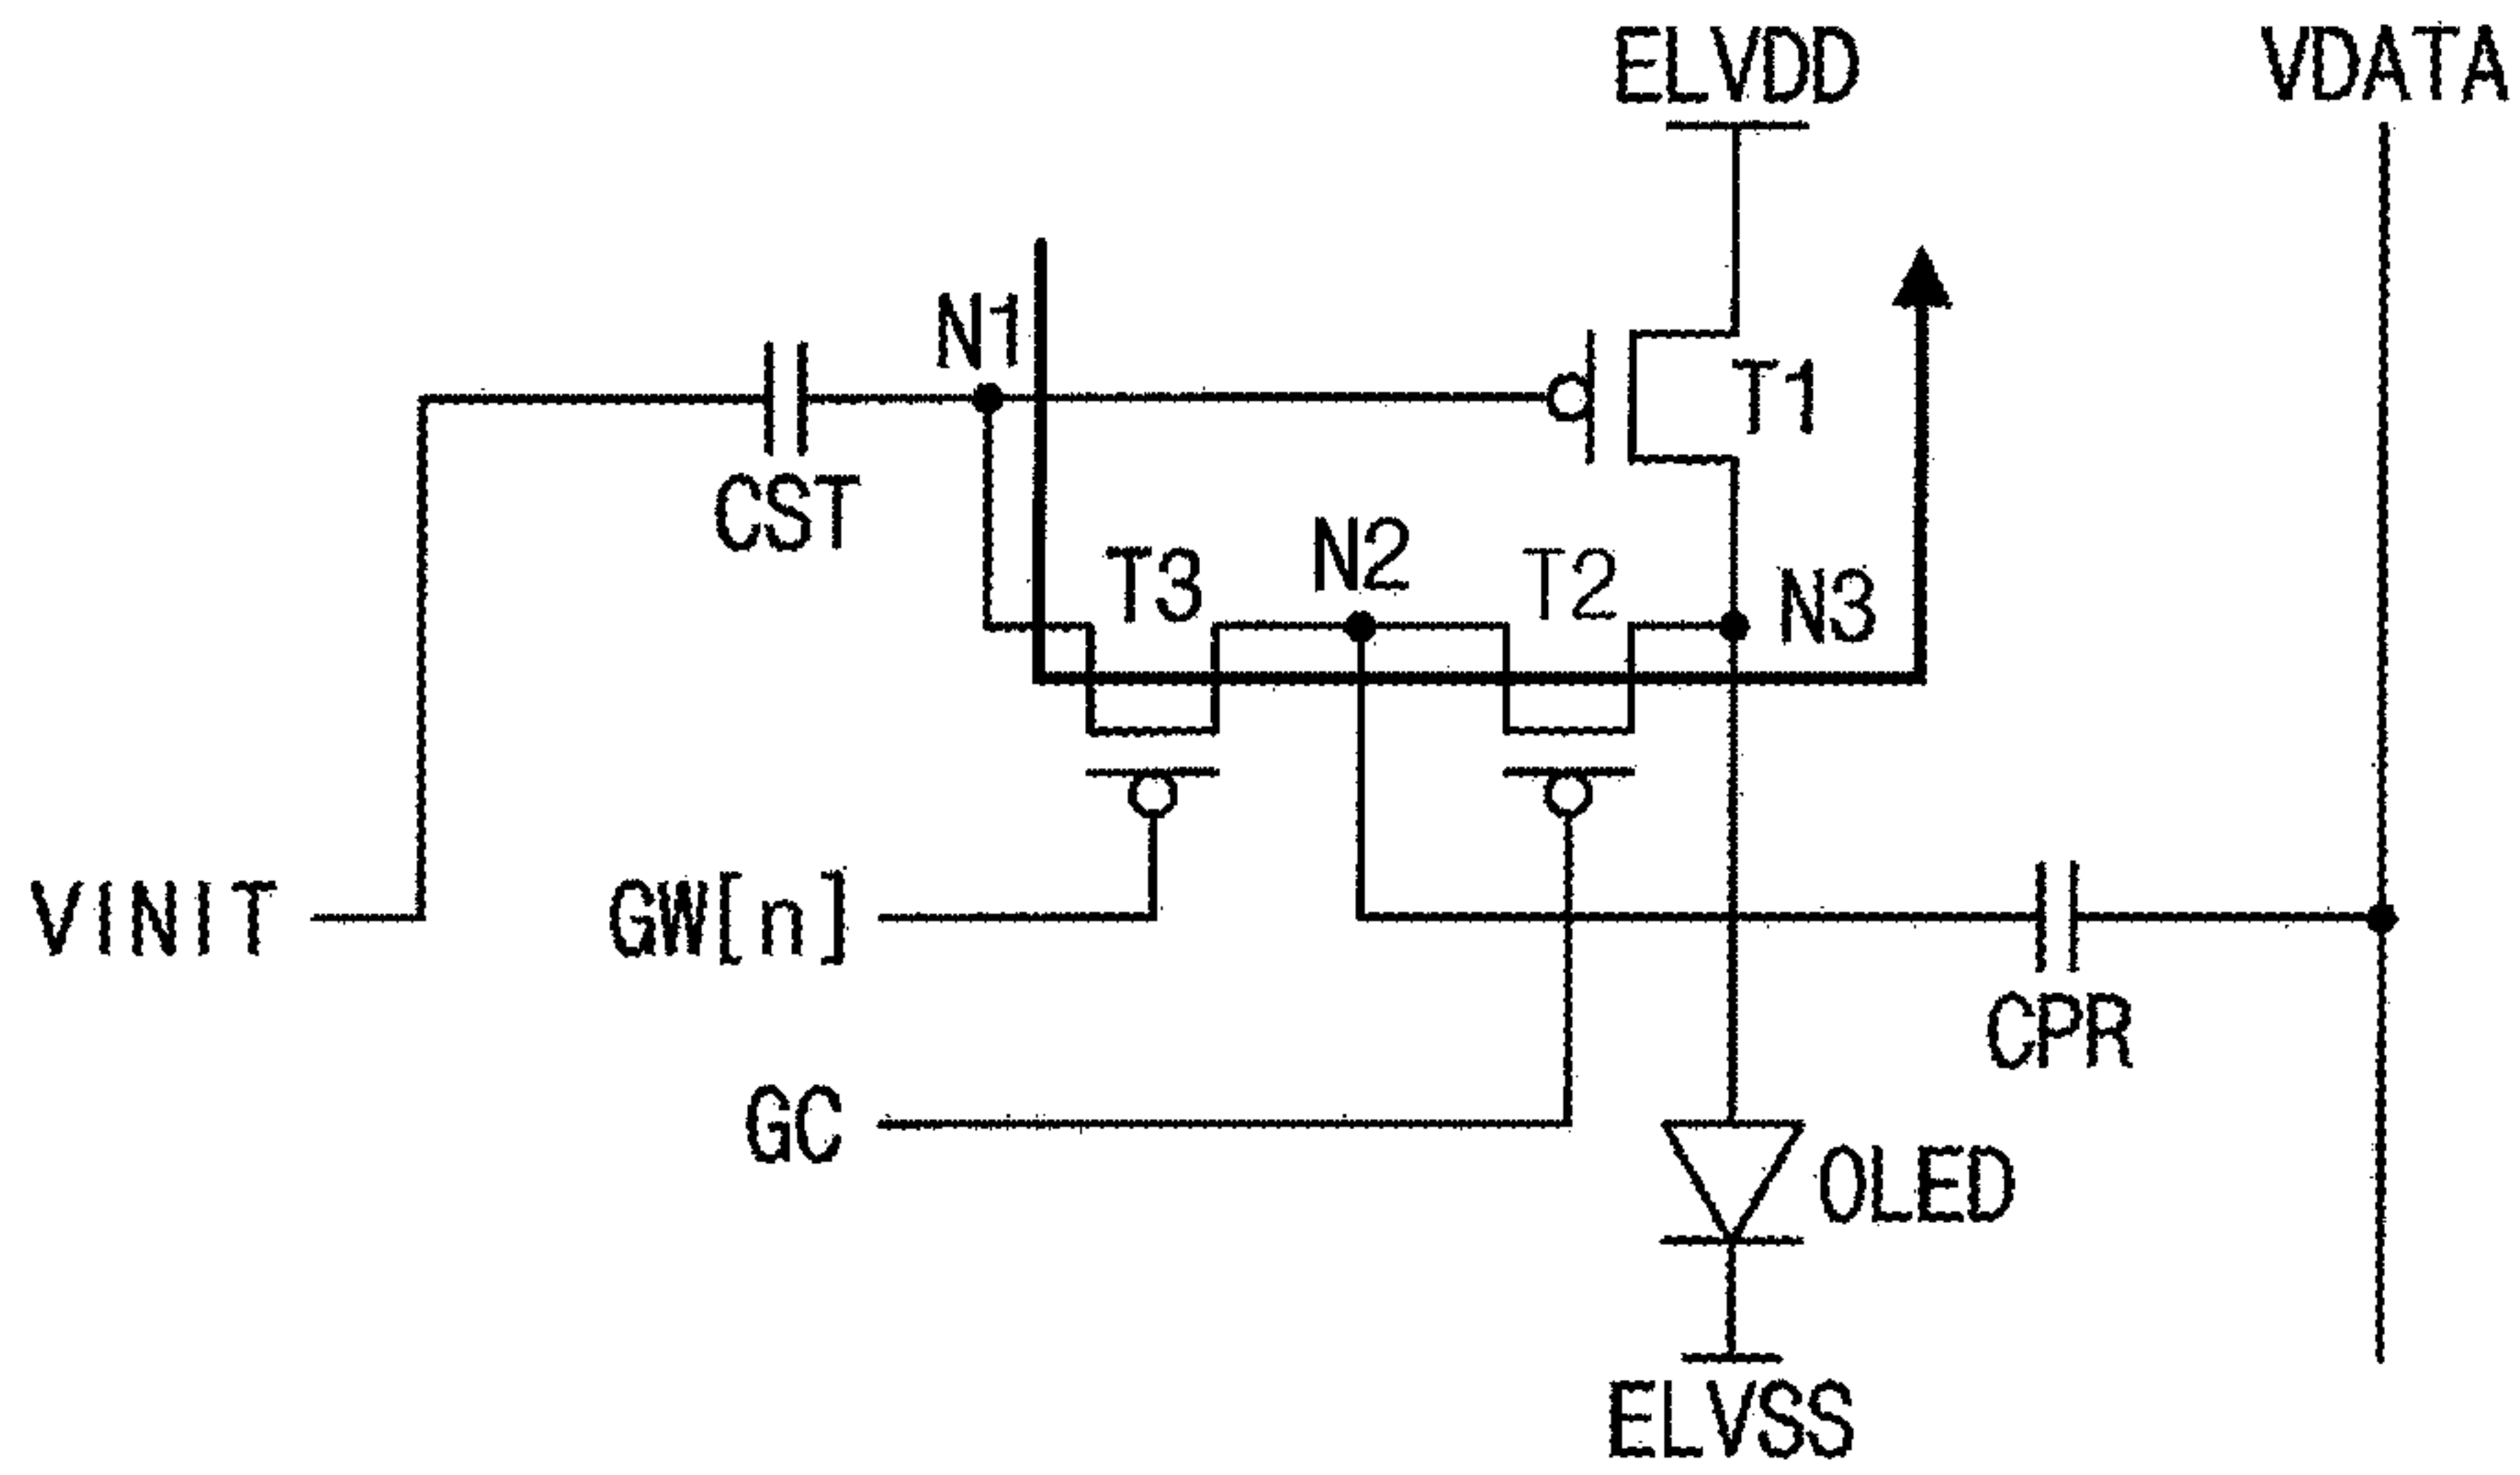 ELVDD
VDATA
N1
T1
CST
T3
N2
T2
N3
VINIT
GW[n]
CPR
GC
OLED
ELVSS